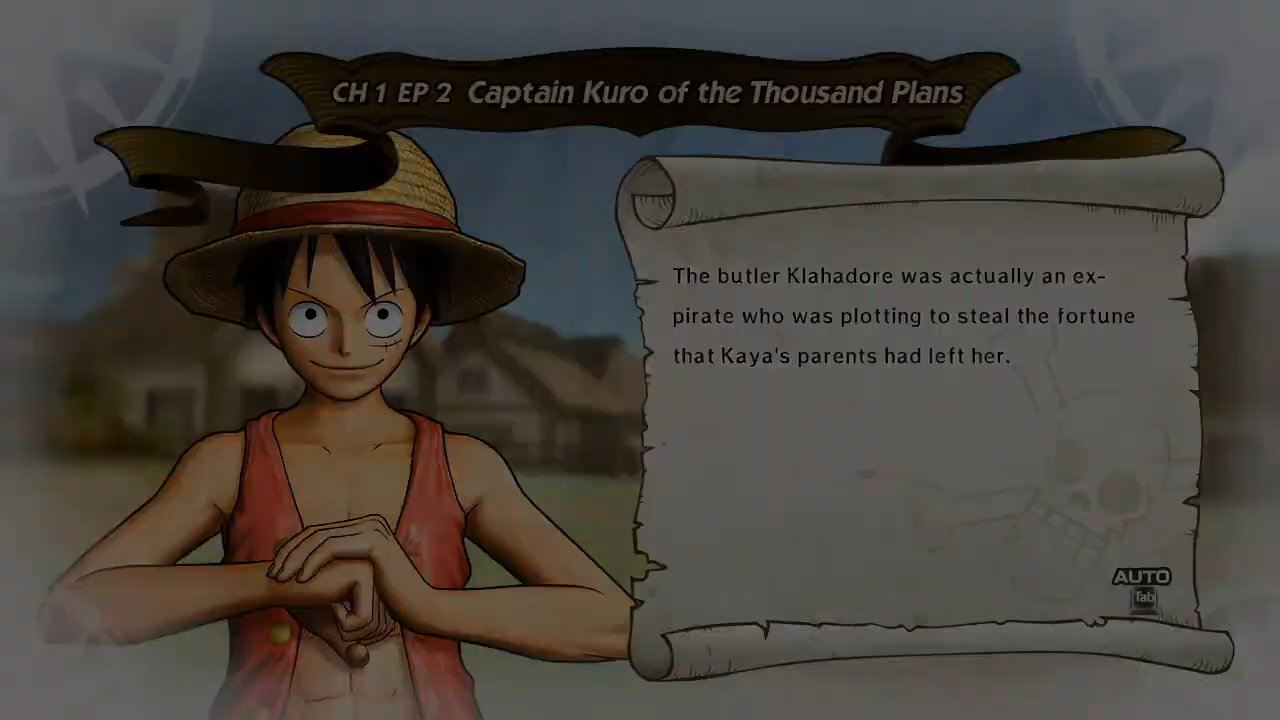 CH 1 EP 2 Captain Kuro of the Thousand Plans
The butler Klahadore was actually an ex-
pirate who was plotting to steal the fortune
that Kaya's parents had left her.
AUTO
Tab